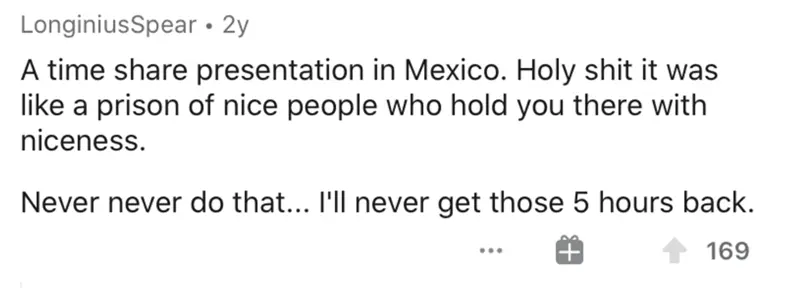 LonginiusSpear • 2y
A time share presentation in Mexico. Holy shit it was
like a prison of nice people who hold you there with
niceness.
Never never do that... I'll never get those 5 hours back.
169